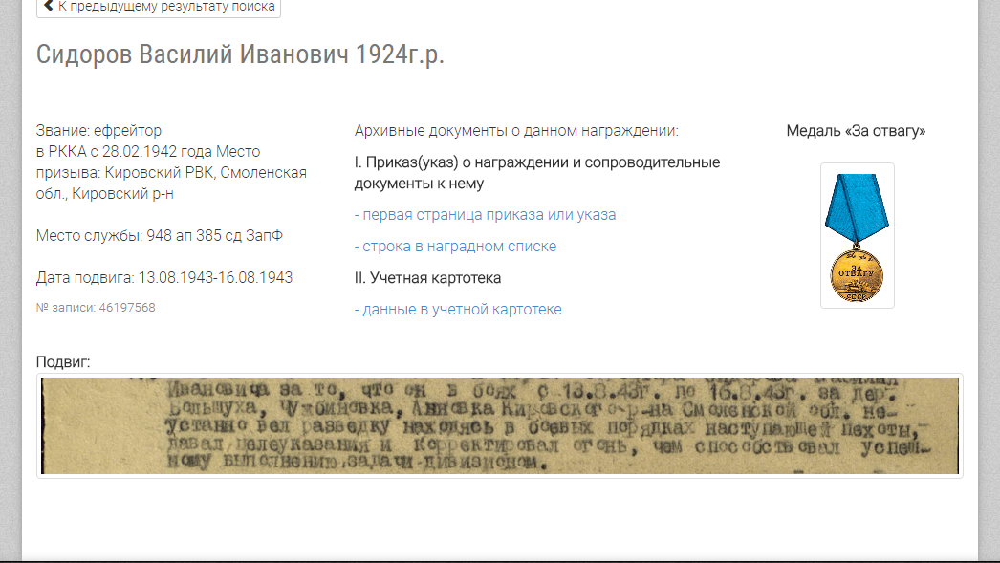 К предыдущему результату поиска
Сидоров Василий Иванович 1924г.р.
Звание: ефрейтор
в РККА с 28.02.1942 года Место
призыва: Кировский РВК, Смоленская
обл., Кировский р-н
Место службы: 948 ап 385 сд ЗапФ
Дата подвига: 13.08.1943-16.08.1943
№ записи: 46197568
Архивные документы о данном награждении:
I. Приказ(указ) о награждении и сопроводительные
документы к нему
- первая страница приказа или указа
- строка в наградном списке
II. Учетная картотека
- данные в учетной картотеке
Медаль «За отвагу»
ЗА
ОТВАГУ
СССР
Подвиг:
Ивановича за то, что он в боях с 13.8.43г. по 16.8.43г. за дер.
Большуха, Анновка Кировского р-на Смоленской обл. не-
устанно вел разведку находясь в боевых порядках наступающей пехоты,
давал целеуказания и корректировал огонь, чем способствовал успеш-
ному выполнению задачи дивизионом.